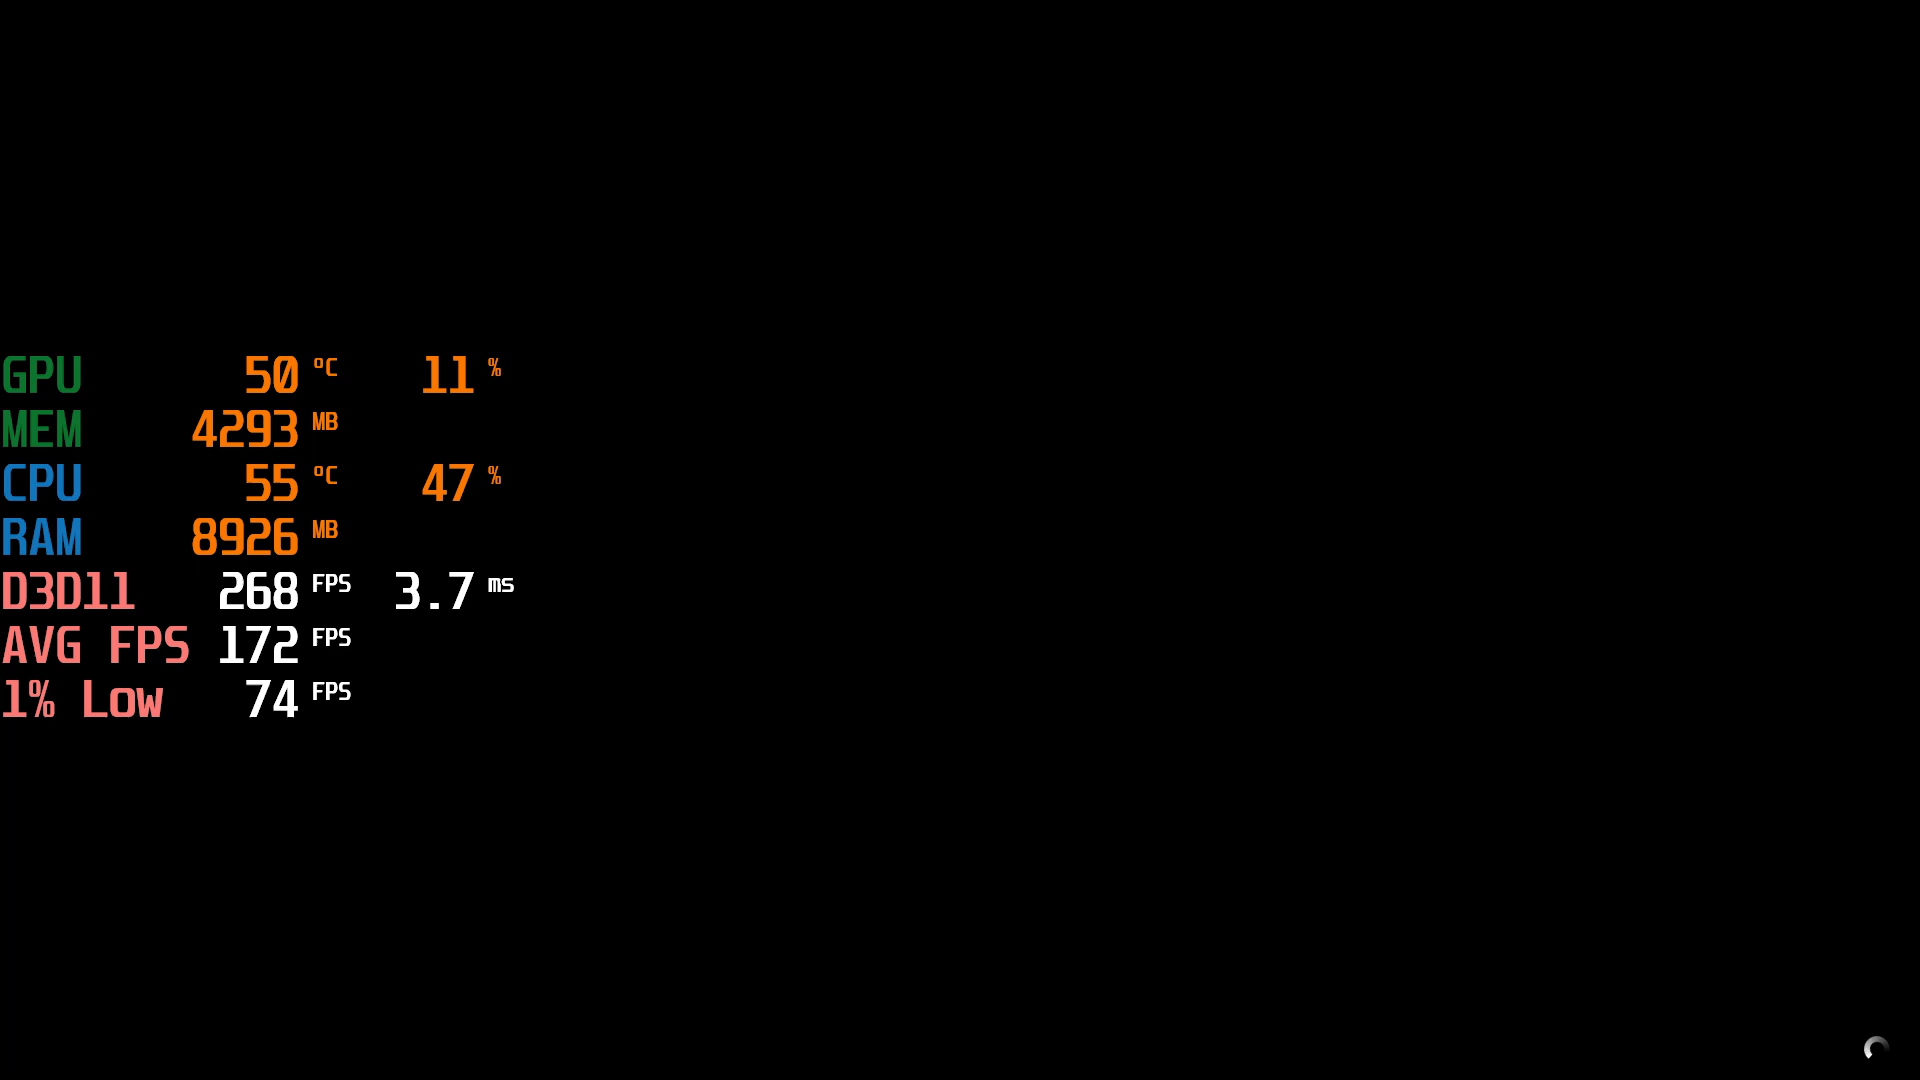 GPU 50 °C 11 %
MEM 4293 MB
CPU 55 °C 47 %
RAM 8926 MB
D3D11 268 FPS 3.7 ms
AVG FPS 172 FPS
1% Low 74 FPS